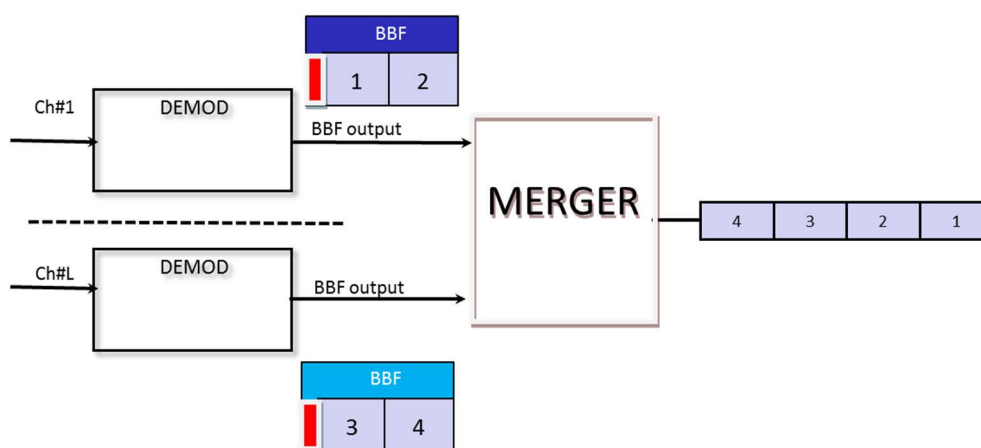 BBF
1 2
Ch#1
DEMOD
BBF output
MERGER
4 3 2 1
Ch#L
DEMOD
BBF output
BBF
3 4